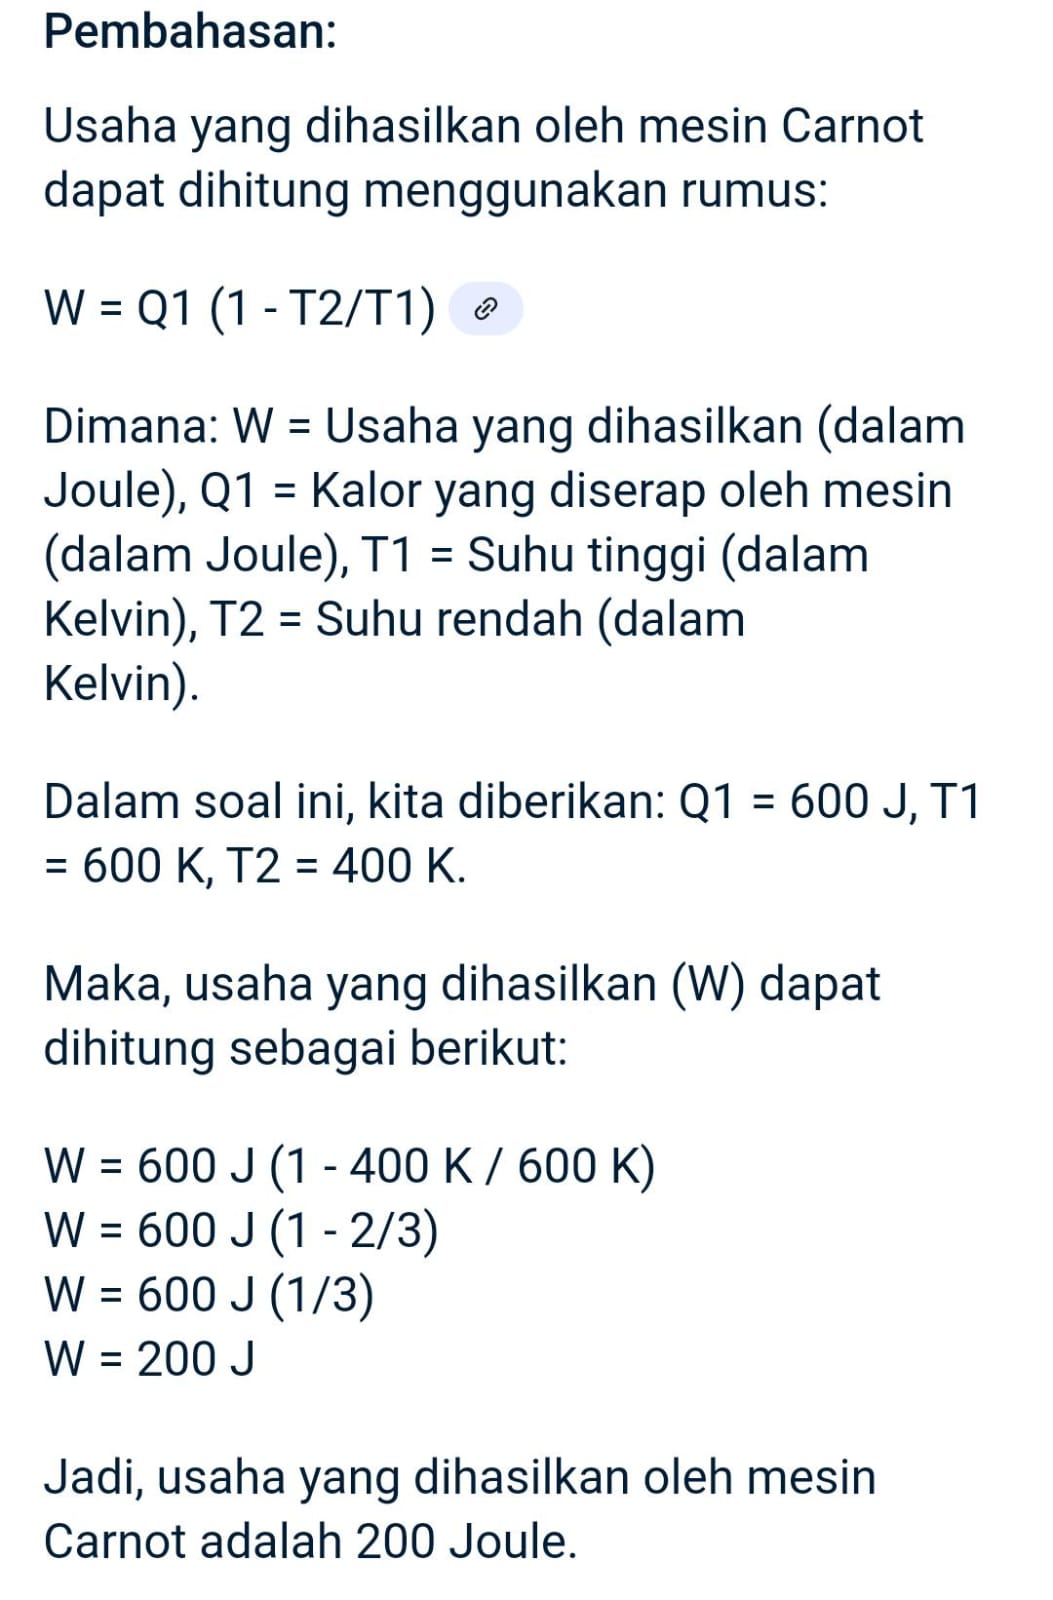 Pembahasan:
Usaha yang dihasilkan oleh mesin Carnot
dapat dihitung menggunakan rumus:
W = Q1 (1 - T2/T1)
Dimana: W = Usaha yang dihasilkan (dalam
Joule), Q1 = Kalor yang diserap oleh mesin
(dalam Joule), T1 = Suhu tinggi (dalam
Kelvin), T2 = Suhu rendah (dalam
Kelvin).
Dalam soal ini, kita diberikan: Q1 = 600 J, T1
= 600 K, T2 = 400 K.
Maka, usaha yang dihasilkan (W) dapat
dihitung sebagai berikut:
W = 600 J (1 - 400 K / 600 K)
W = 600 J (1 - 2/3)
W = 600 J (1/3)
W = 200 J
Jadi, usaha yang dihasilkan oleh mesin
Carnot adalah 200 Joule.